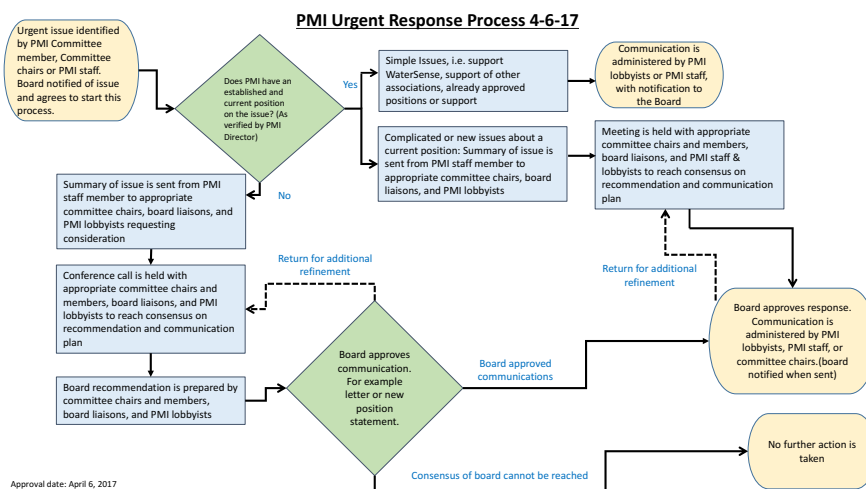 PMI Urgent Response Process 4-6-17
Urgent issue identified
by PMI Committee
member, Committee
chairs or PMI staff.
Board notified of issue
and agrees to start this
process.
Does PMI have an
established and
current position
on the issue? (As
verified by PMI
Director)
Yes
Simple Issues, i.e. support
WaterSense, support of other
associations, already approved
positions or support
Communication is
administered by PMI
lobbyists or PMI staff,
with notification to
the Board
Complicated or new issues about a
current position: Summary of issue is
sent from PMI staff member to
appropriate committee chairs, board
liaisons, and PMI lobbyists
Meeting is held with appropriate
committee chairs and members,
board liaisons, and PMI staff &
lobbyists to reach consensus on
recommendation and communication
plan
No
Summary of issue is sent from PMI
staff member to appropriate
committee chairs, board liaisons, and
PMI lobbyists requesting
consideration
Conference call is held with
appropriate committee chairs and
members, board liaisons, and PMI
lobbyists to reach consensus on
recommendation and communication
plan
Return for additional
refinement
Return for additional
refinement
Board recommendation is prepared by
committee chairs and members,
board liaisons, and PMI lobbyists
Board approves
communication.
For example
letter or new
position
statement.
Board approved
communications
Board approves response.
Communication is
administered by PMI
lobbyists, PMI staff, or
committee chairs.(board
notified when sent)
Consensus of board cannot be reached
No further action is
taken
Approval date: April 6, 2017